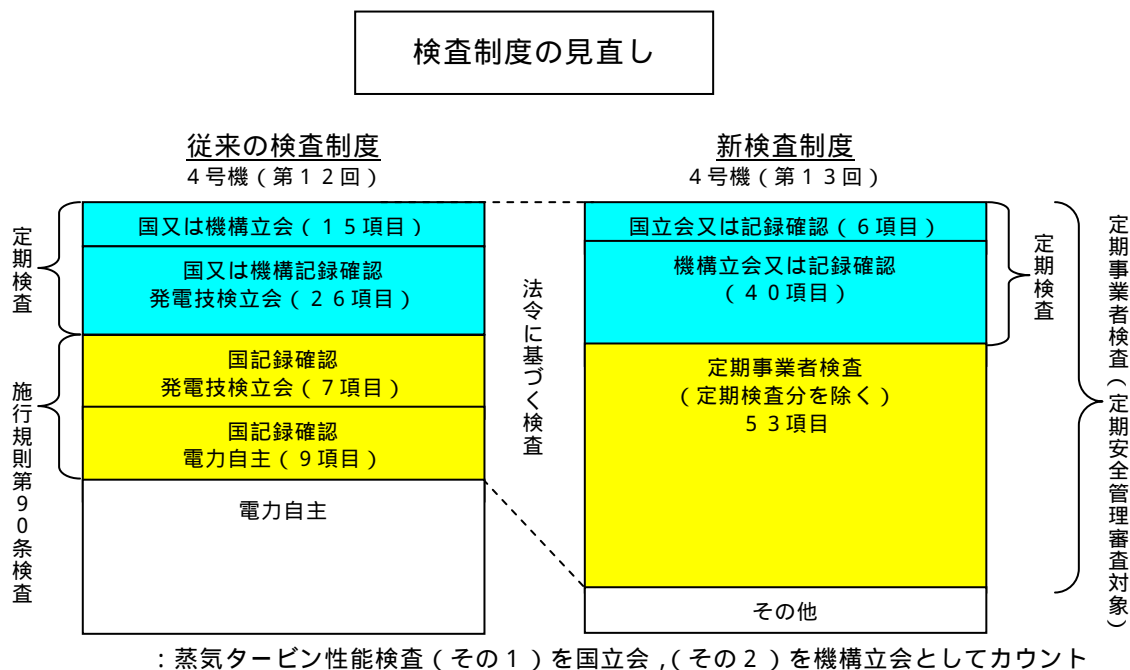 検査制度の見直し
従来の検査制度
4号機(第12回)
新検査制度
4号機(第13回)
定期検査
施行規則第90条検査
国又は機構立会(15項目)
国又は機構記録確認
発電技検立会(26項目)
国記録確認
発電技検立会(7項目)
国記録確認
電力自主(9項目)
電力自主
法令に基づく検査
国立会又は記録確認(6項目)
機構立会又は記録確認
(40項目)
定期事業者検査
(定期検査分を除く)
53項目
その他
定期検査
定期事業者検査(定期安全管理審査対象)
:蒸気タービン性能検査(その1)を国立会,(その2)を機構立会としてカウント